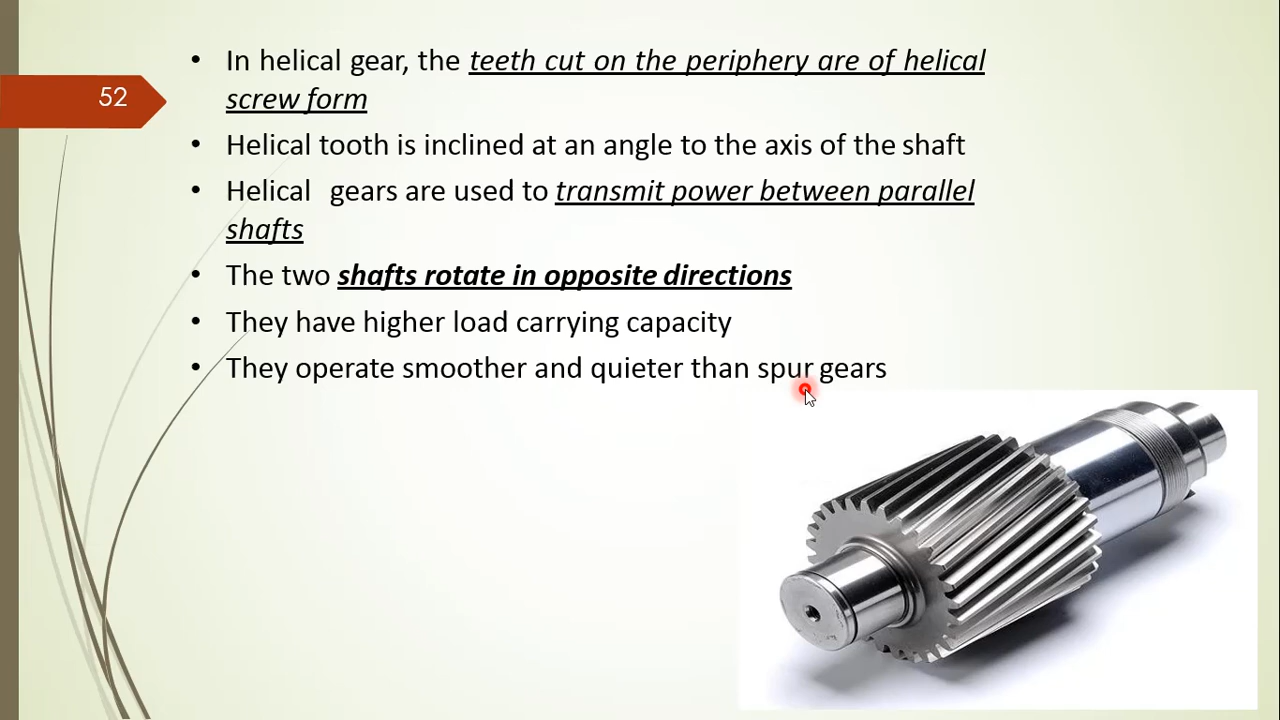 52
• In helical gear, the teeth cut on the periphery are of helical
screw form
• Helical tooth is inclined at an angle to the axis of the shaft
• Helical gears are used to transmit power between parallel
shafts
• The two shafts rotate in opposite directions
• They have higher load carrying capacity
• They operate smoother and quieter than spur gears